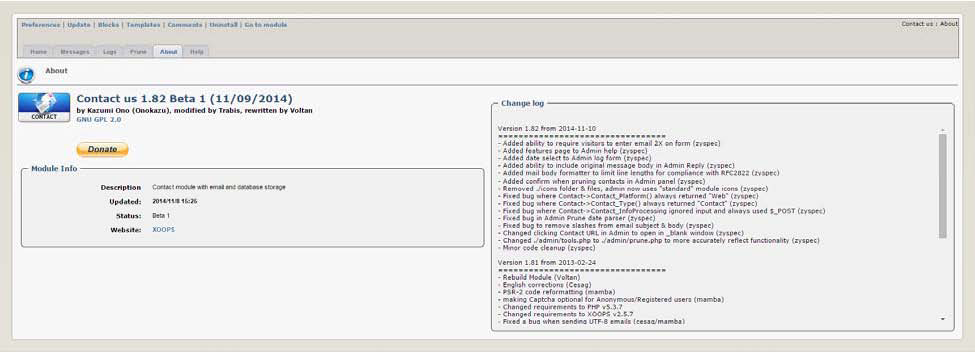 Preferences | Update | Blocks | Templates | Comments | Uninstall | Go to module
Contact us : About
Home Messages Logs Prune About Help
About
CONTACT
Contact us 1.82 Beta 1 (11/09/2014)
by Kazumi Ono (Onokazu), modified by Trabis, rewritten by Voltan
GNU GPL 2.0
Donate
Module Info
Description Contact module with email and database storage
Updated: 2014/11/8 15:26
Status: Beta 1
Website: XOOPS
Change log
Version 1.82 from 2014-11-10
==================================
- Added ability to require visitors to enter email 2X on form (zyspec)
- Added features page to Admin help (zyspec)
- Added date select to Admin log form (zyspec)
- Added ability to include original message body in Admin Reply (zyspec)
- Added mail body formatter to limit line lengths for compliance with RFC2822 (zyspec)
- Added confirm when pruning contacts in Admin panel (zyspec)
- Removed ./icons folder & files, admin now uses "standard" module icons (zyspec)
- Fixed bug where Contact->Contact_Platform() always returned "Web" (zyspec)
- Fixed bug where Contact->Contact_Type() always returned "Contact" (zyspec)
- Fixed bug where Contact->Contact_InfoProcessing ignored input and always used $_POST (zyspec)
- Fixed bug in Admin Prune date parser (zyspec)
- Fixed bug to remove slashes from email subject & body (zyspec)
- Changed clicking Contact URL in Admin to open in _blank window (zyspec)
- Changed ./admin/tools.php to ./admin/prune.php to more accurately reflect functionality (zyspec)
- Minor code cleanup (zyspec)
Version 1.81 from 2013-02-24
==================================
- Rebuild Module (Voltan)
- English corrections (Cesag)
- PSR-2 code reformatting (mamba)
- making Captcha optional for Anonymous/Registered users (mamba)
- Changed requirements to PHP v5.3.7
- Changed requirements to XOOPS v2.5.7
- Fixed a bug when sending UTF-8 emails (cesag/mamba)